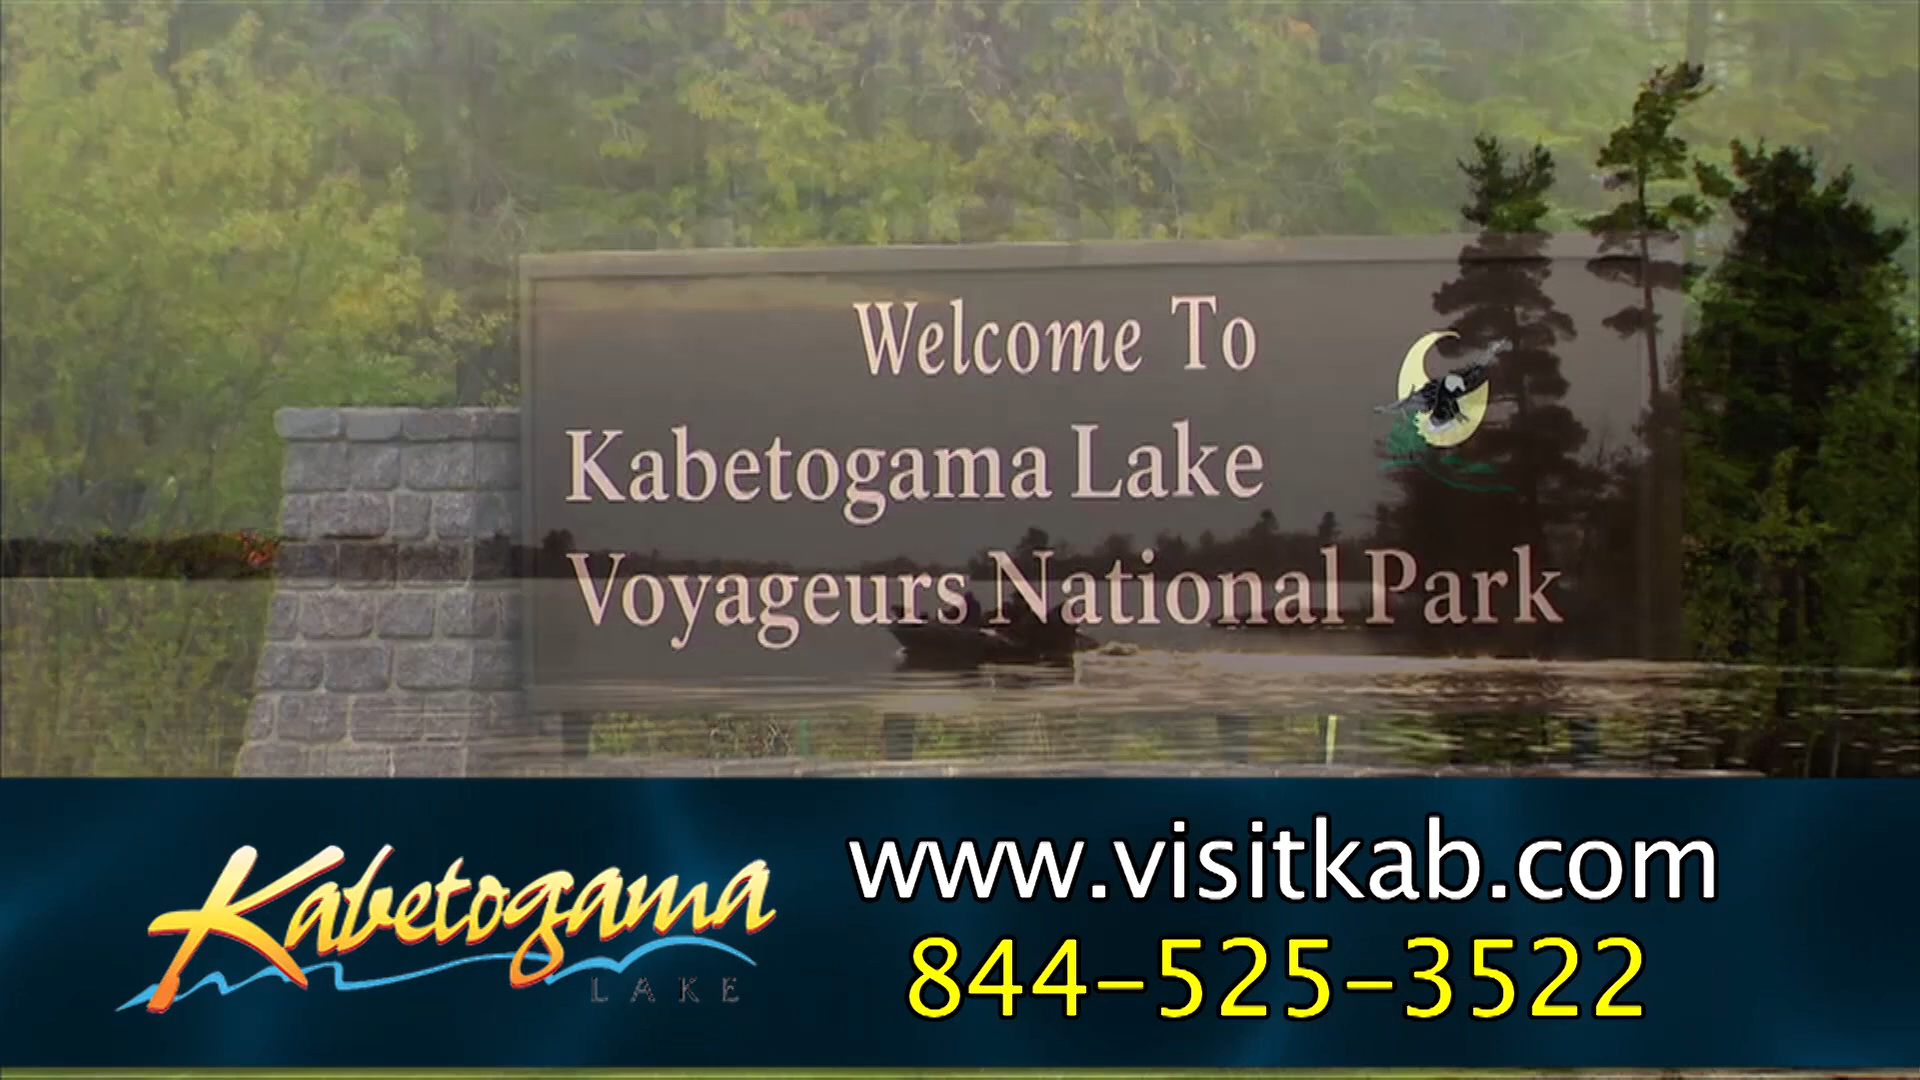 Welcome To
Kabetogama Lake
Voyageurs National Park
Kabetogama
LAKE
www.visitkab.com
844-525-3522